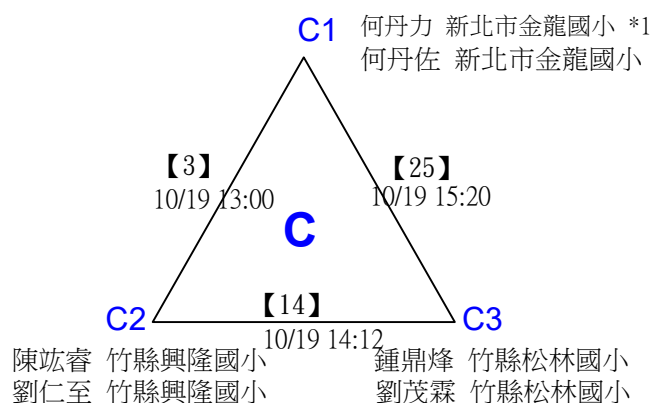 C1 何丹力 新北市金龍國小 *1
何丹佐 新北市金龍國小
【3】
10/19 13:00
【25】
10/19 15:20
C
C2
【14】
10/19 14:12
C3
陳竑睿 竹縣興隆國小
劉仁至 竹縣興隆國小
鍾鼎烽 竹縣松林國小
劉茂霖 竹縣松林國小